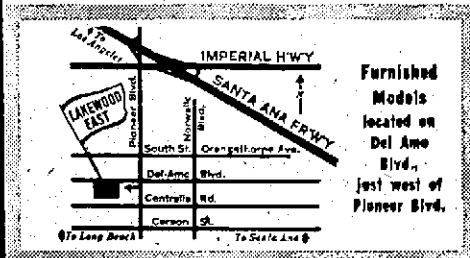 To
Los Angeles
IMPERIAL HWY
SANTA ANA FRWY
Pioneer Blvd.
Norwalk Blvd.
LAKEWOOD
EAST
South St. Orangethorpe Ave.
Del-Amo Blvd.
Centralia Rd.
Carson St.
To Long Beach
To Santa Ana
Furnished
Models
located on
Del Amo
Blvd.,
just west of
Pioneer Blvd.